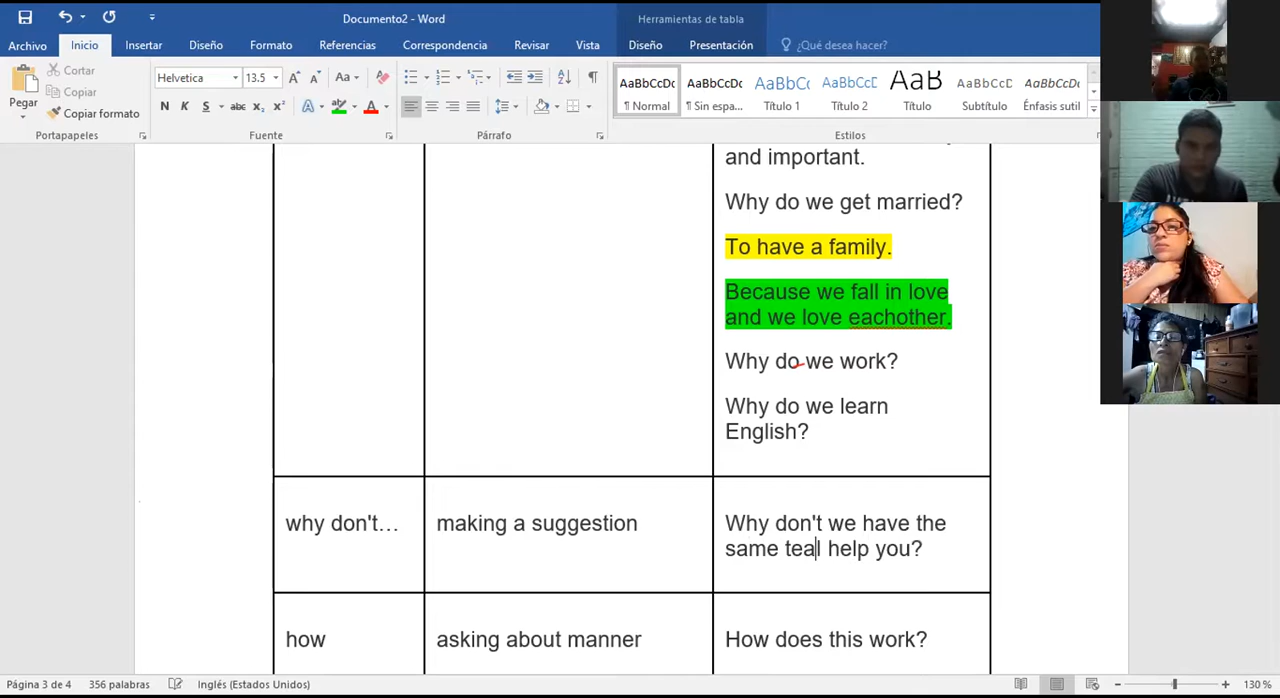 Documento2 - Word
Herramientas de tabla
Archivo Inicio Insertar Diseño Formato Referencias Correspondencia Revisar Vista Diseño Presentación ¿Qué desea hacer?
Pegar
Cortar
Copiar
Copiar formato
Helvetica 13.5
N K S abc x₂ x²
AaBbCcDc AaBbCcDc AaBbCc AaBbCcD AaB AaBbCcD AaBbCcDc
¶ Normal ¶ Sin espa... Título 1 Título 2 Título Subtítulo Énfasis sutil
Portapapeles Fuente Párrafo Estilos
and important.
Why do we get married?
To have a family.
Because we fall in love
and we love eachother.
Why do we work?
Why do we learn
English?
why don't... making a suggestion Why don't we have the
same teaI help you?
how asking about manner How does this work?
Página 3 de 4 356 palabras Inglés (Estados Unidos) 130 %